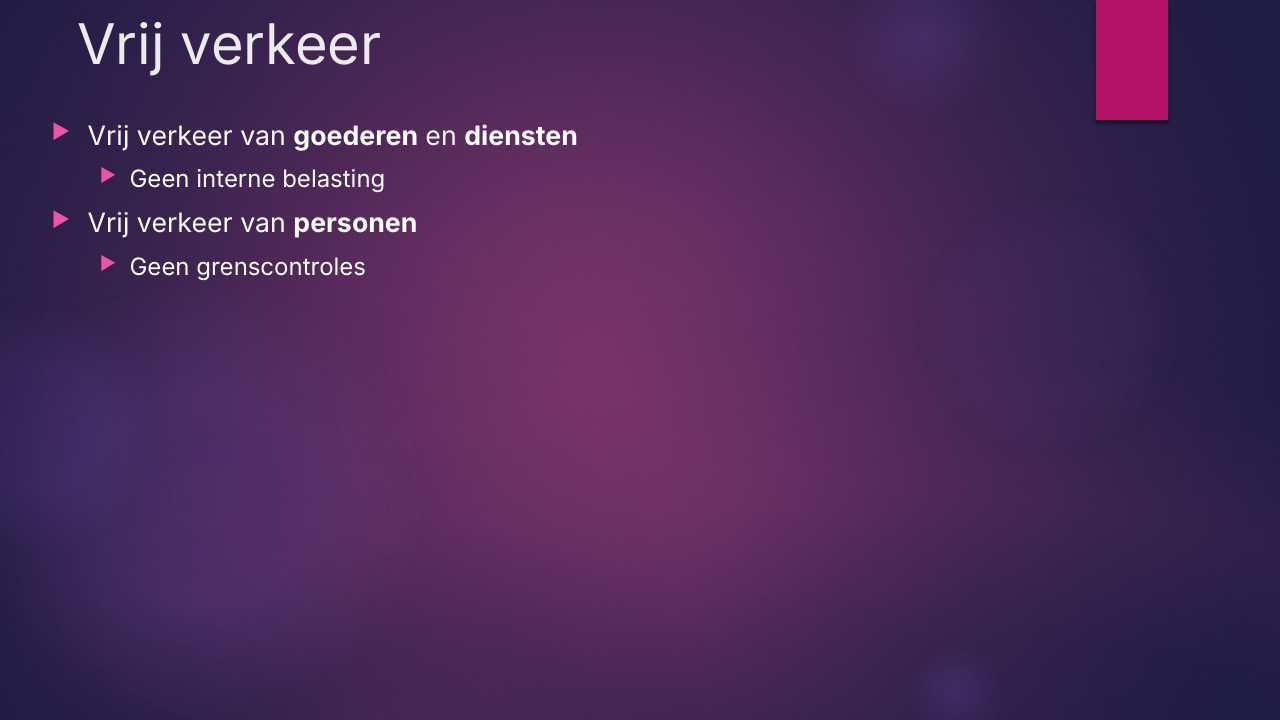 Vrij verkeer
Vrij verkeer van goederen en diensten
Geen interne belasting
Vrij verkeer van personen
Geen grenscontroles